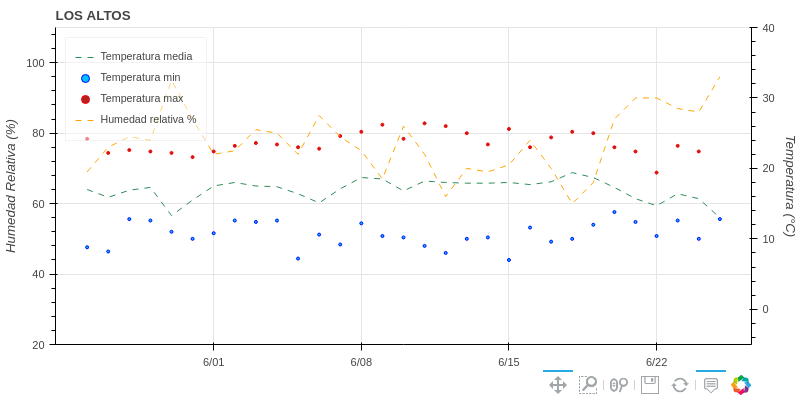 LOS ALTOS
Temperatura media
Temperatura min
Temperatura max
Humedad relativa %
Humedad Relativa (%)
100
80
60
40
20
40
30
20
10
0
Temperatura (°C)
6/01
6/08
6/15
6/22